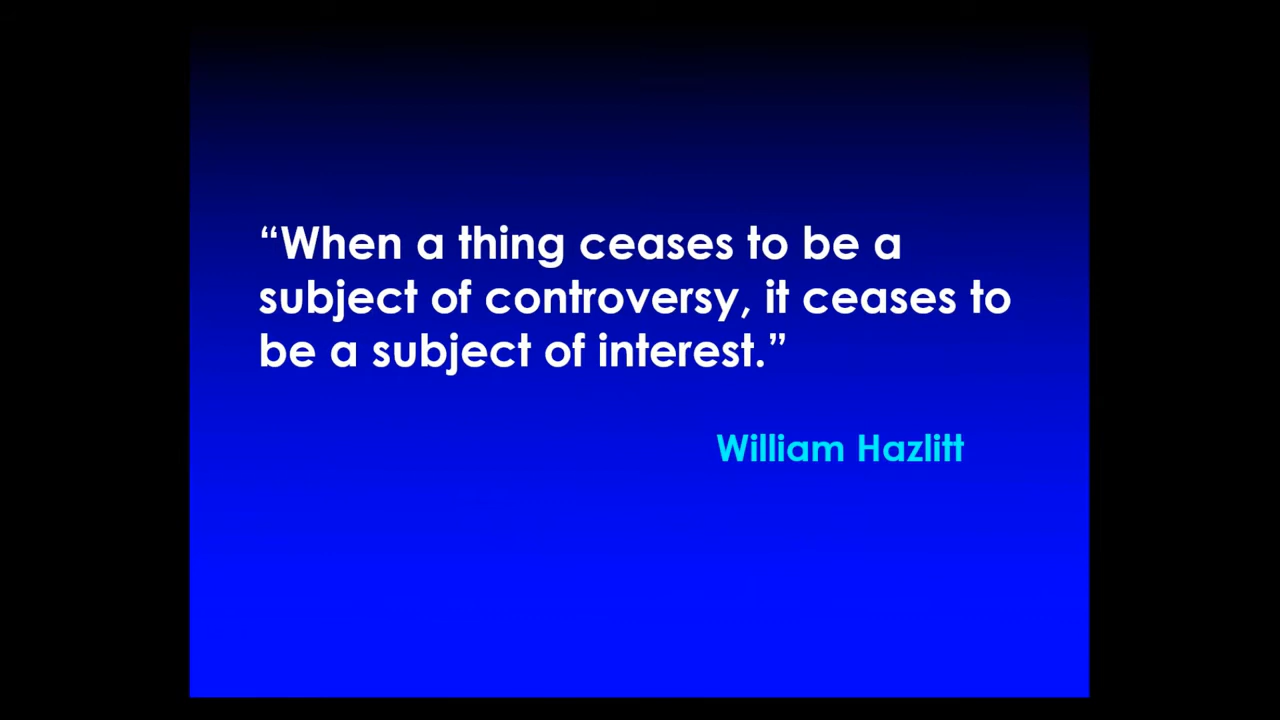 “When a thing ceases to be a
subject of controversy, it ceases to
be a subject of interest.”
William Hazlitt